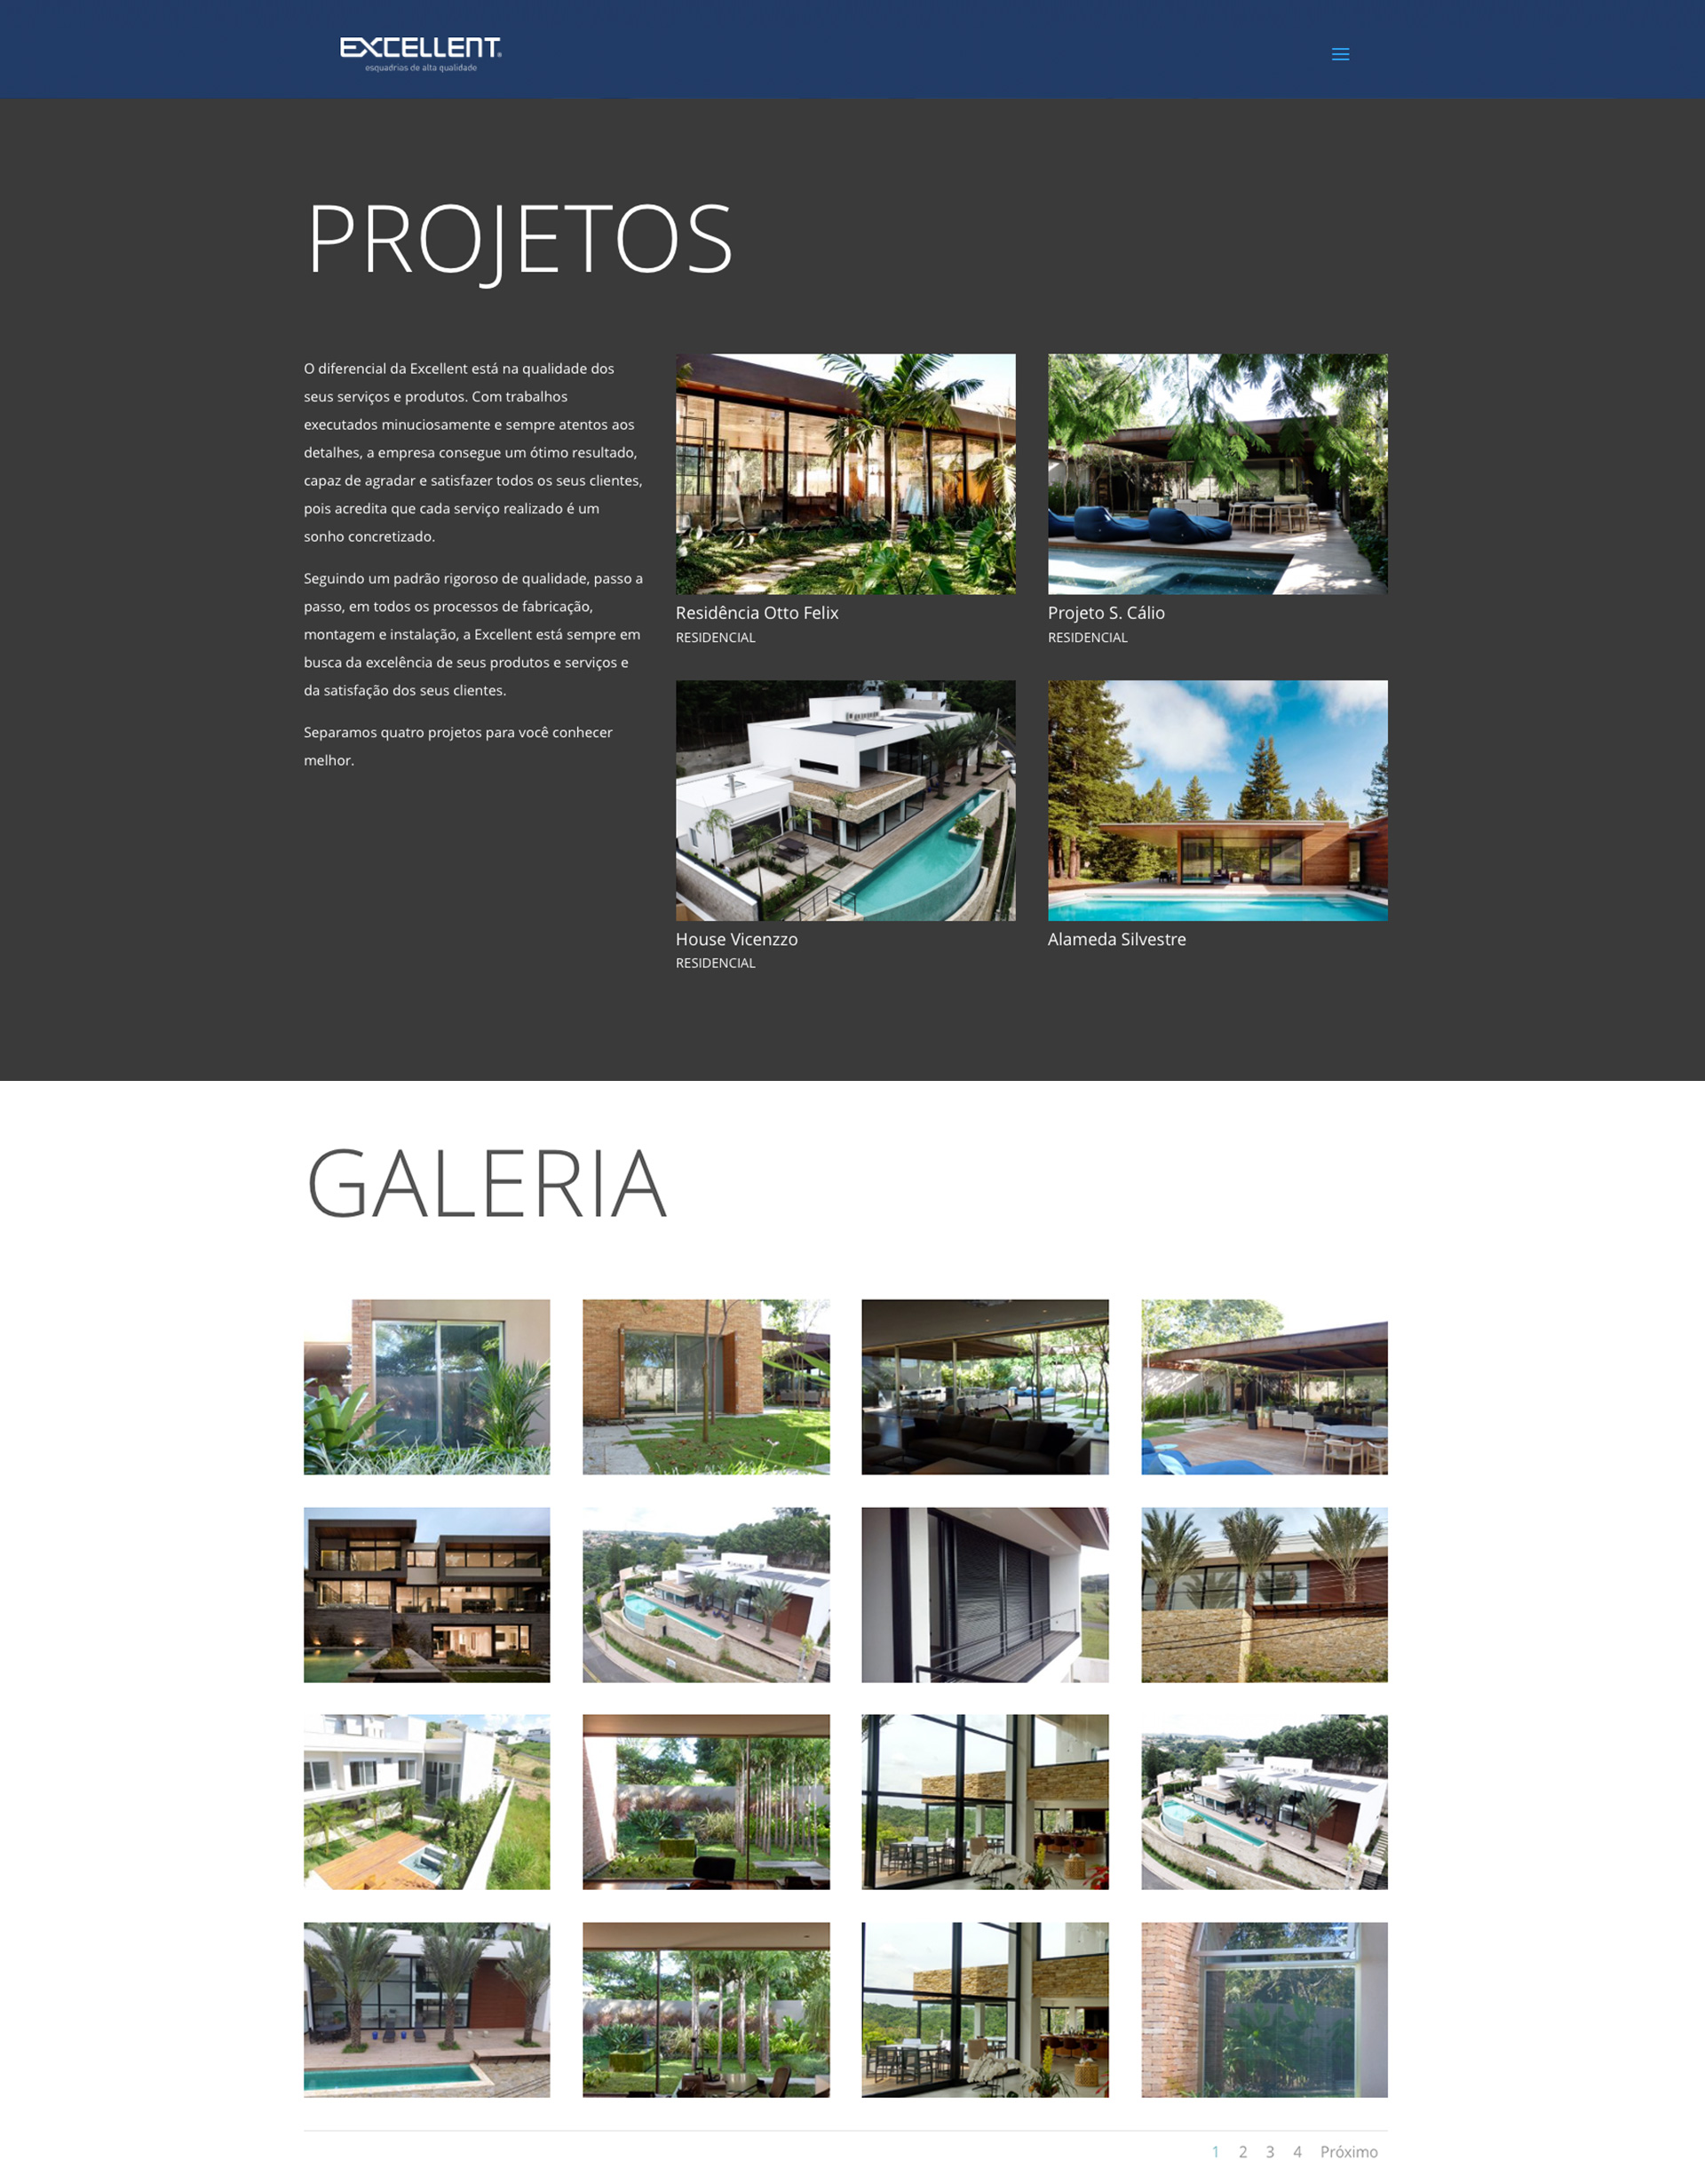 EXCELLENT
esquadrias de alta qualidade
PROJETOS
O diferencial da Excellent está na qualidade dos
seus serviços e produtos. Com trabalhos
executados minuciosamente e sempre atentos aos
detalhes, a empresa consegue um ótimo resultado,
capaz de agradar e satisfazer todos os seus clientes,
pois acredita que cada serviço realizado é um
sonho concretizado.
Seguindo um padrão rigoroso de qualidade, passo a
passo, em todos os processos de fabricação,
montagem e instalação, a Excellent está sempre em
busca da excelência de seus produtos e serviços e
da satisfação dos seus clientes.
Separamos quatro projetos para você conhecer
melhor.
Residência Otto Felix
RESIDENCIAL
Projeto S. Cálio
RESIDENCIAL
House Vicenzzo
RESIDENCIAL
Alameda Silvestre
GALERIA
1 2 3 4 Próximo